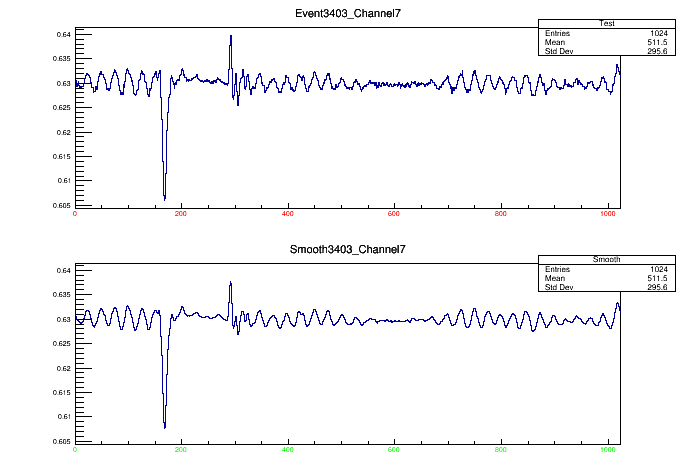 Event3403_Channel7
Test
Entries 1024
Mean 511.5
Std Dev 295.6
0.64
0.635
0.63
0.625
0.62
0.615
0.61
0.605
0 200 400 600 800 1000
Smooth3403_Channel7
Smooth
Entries 1024
Mean 511.5
Std Dev 295.6
0.64
0.635
0.63
0.625
0.62
0.615
0.61
0.605
0 200 400 600 800 1000